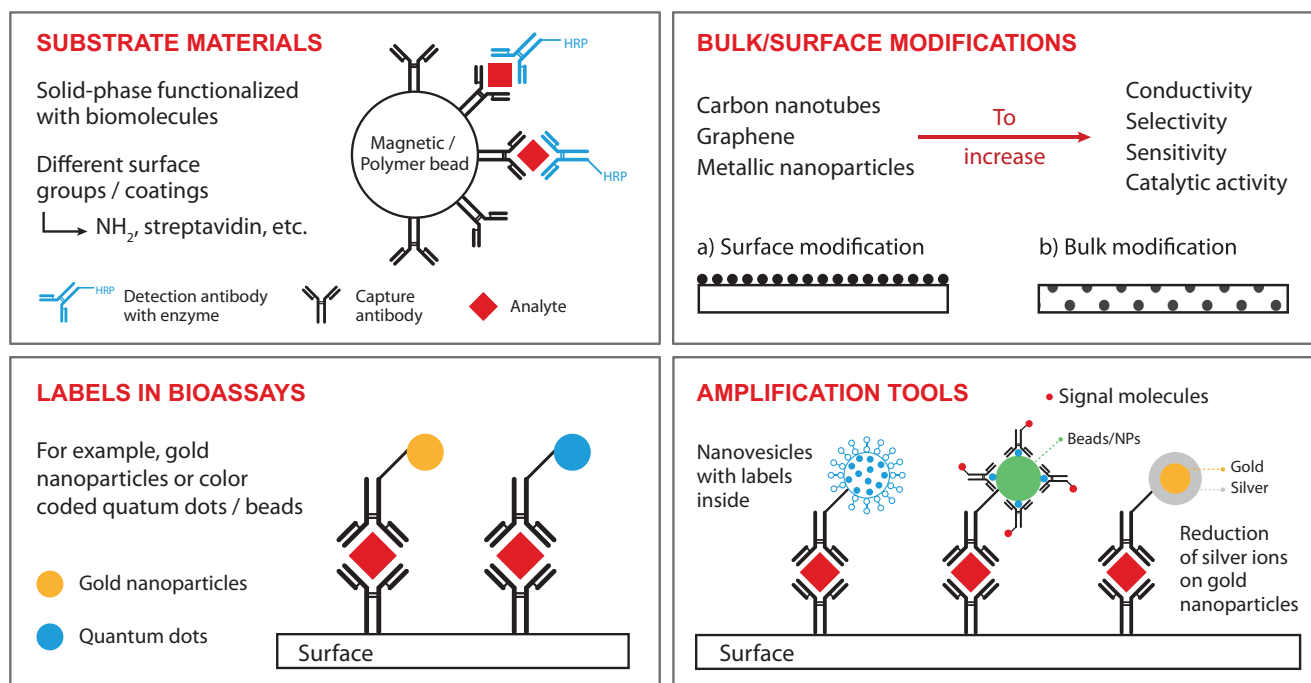 SUBSTRATE MATERIALS
Solid-phase functionalized
with biomolecules
Different surface
groups / coatings
NH2, streptavidin, etc.
HRP
Magnetic /
Polymer bead
HRP
HRP
Detection antibody
with enzyme
Capture
antibody
Analyte
BULK/SURFACE MODIFICATIONS
Carbon nanotubes
Graphene
Metallic nanoparticles
To
increase
Conductivity
Selectivity
Sensitivity
Catalytic activity
a) Surface modification
b) Bulk modification
LABELS IN BIOASSAYS
For example, gold
nanoparticles or color
coded quatum dots / beads
Gold nanoparticles
Quantum dots
Surface
AMPLIFICATION TOOLS
Signal molecules
Nanovesicles
with labels
inside
Beads/NPs
Gold
Silver
Reduction
of silver ions
on gold
nanoparticles
Surface